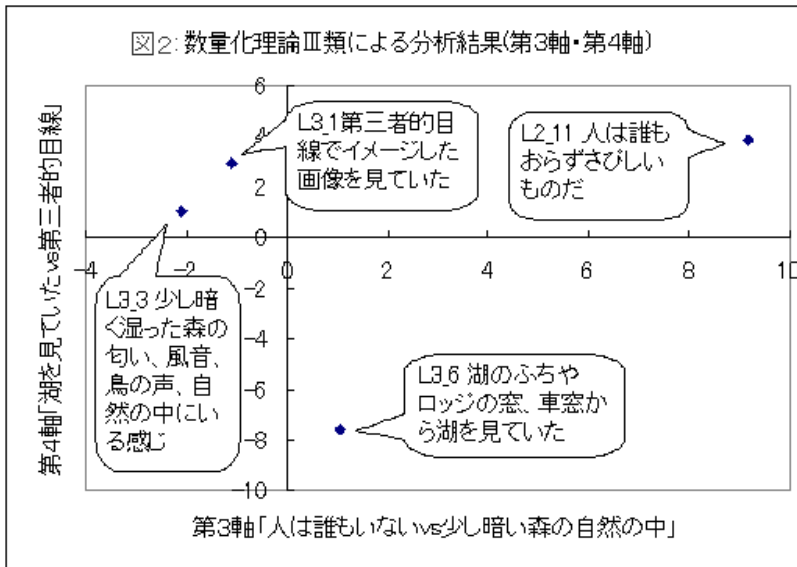 図2:数量化理論Ⅲ類による分析結果(第3軸・第4軸)
第4軸「湖を見ていたvs第三者的目線」
6
4
2
0
-2
-4
-6
-8
-10
-4
-2
0
2
4
6
8
10
L3_1第三者的目
線でイメージした
画像を見ていた
L2_11 人は誰も
おらずさびしい
ものだ
L3_3 少し暗
く湿った森の
匂い、風音、
鳥の声、自
然の中にい
る感じ
L3_6 湖のふちや
ロッジの窓、車窓か
ら湖を見ていた
第3軸「人は誰もいないvs少し暗い森の自然の中」